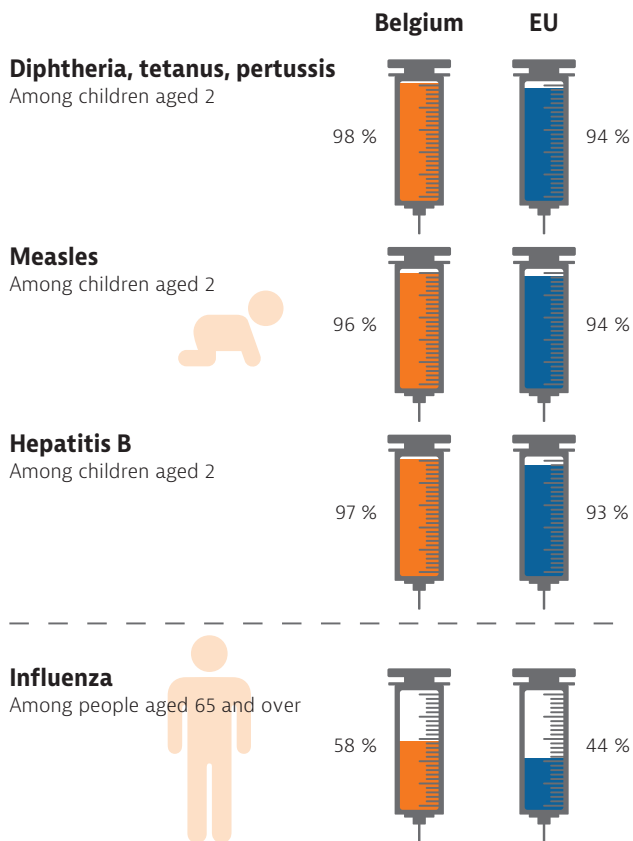 Belgium EU
Diphtheria, tetanus, pertussis
Among children aged 2
98 % 94 %
Measles
Among children aged 2
96 % 94 %
Hepatitis B
Among children aged 2
97 % 93 %
Influenza
Among people aged 65 and over
58 % 44 %